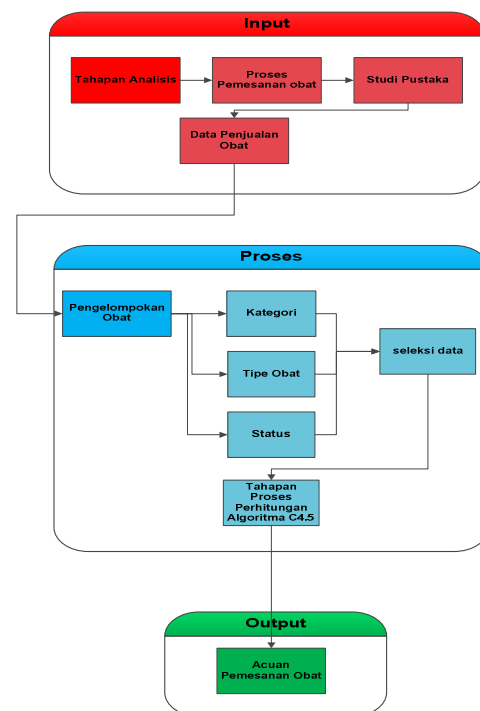 Input
Tahapan Analisis
Proses
Pemesanan obat
Studi Pustaka
Data Penjualan
Obat
Proses
Pengelompokan
Obat
Kategori
Tipe Obat
Status
seleksi data
Tahapan
Proses
Perhitungan
Algoritma C4.5
Output
Acuan
Pemesanan Obat